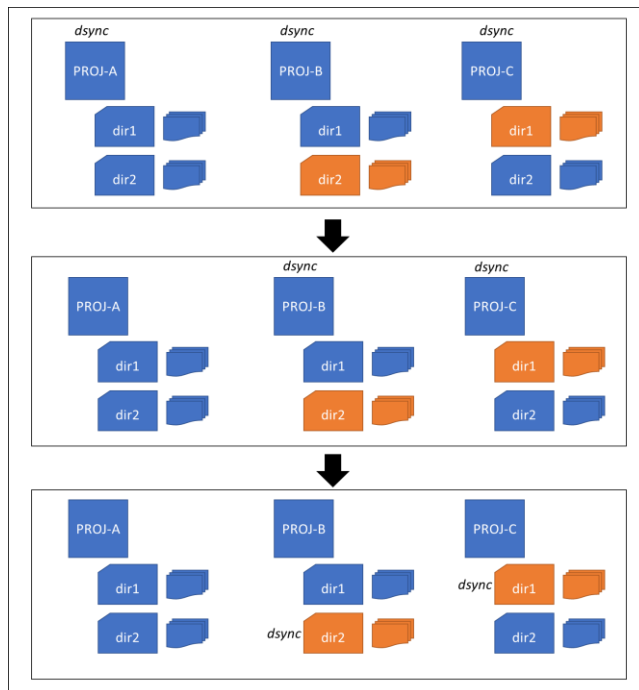 dsync dsync dsync
PROJ-A PROJ-B PROJ-C
dir1 dir1 dir1
dir2 dir2 dir2
dsync dsync
PROJ-A PROJ-B PROJ-C
dir1 dir1 dir1
dir2 dir2 dir2
PROJ-A PROJ-B PROJ-C
dir1 dir1 dsync dir1
dir2 dsync dir2 dir2